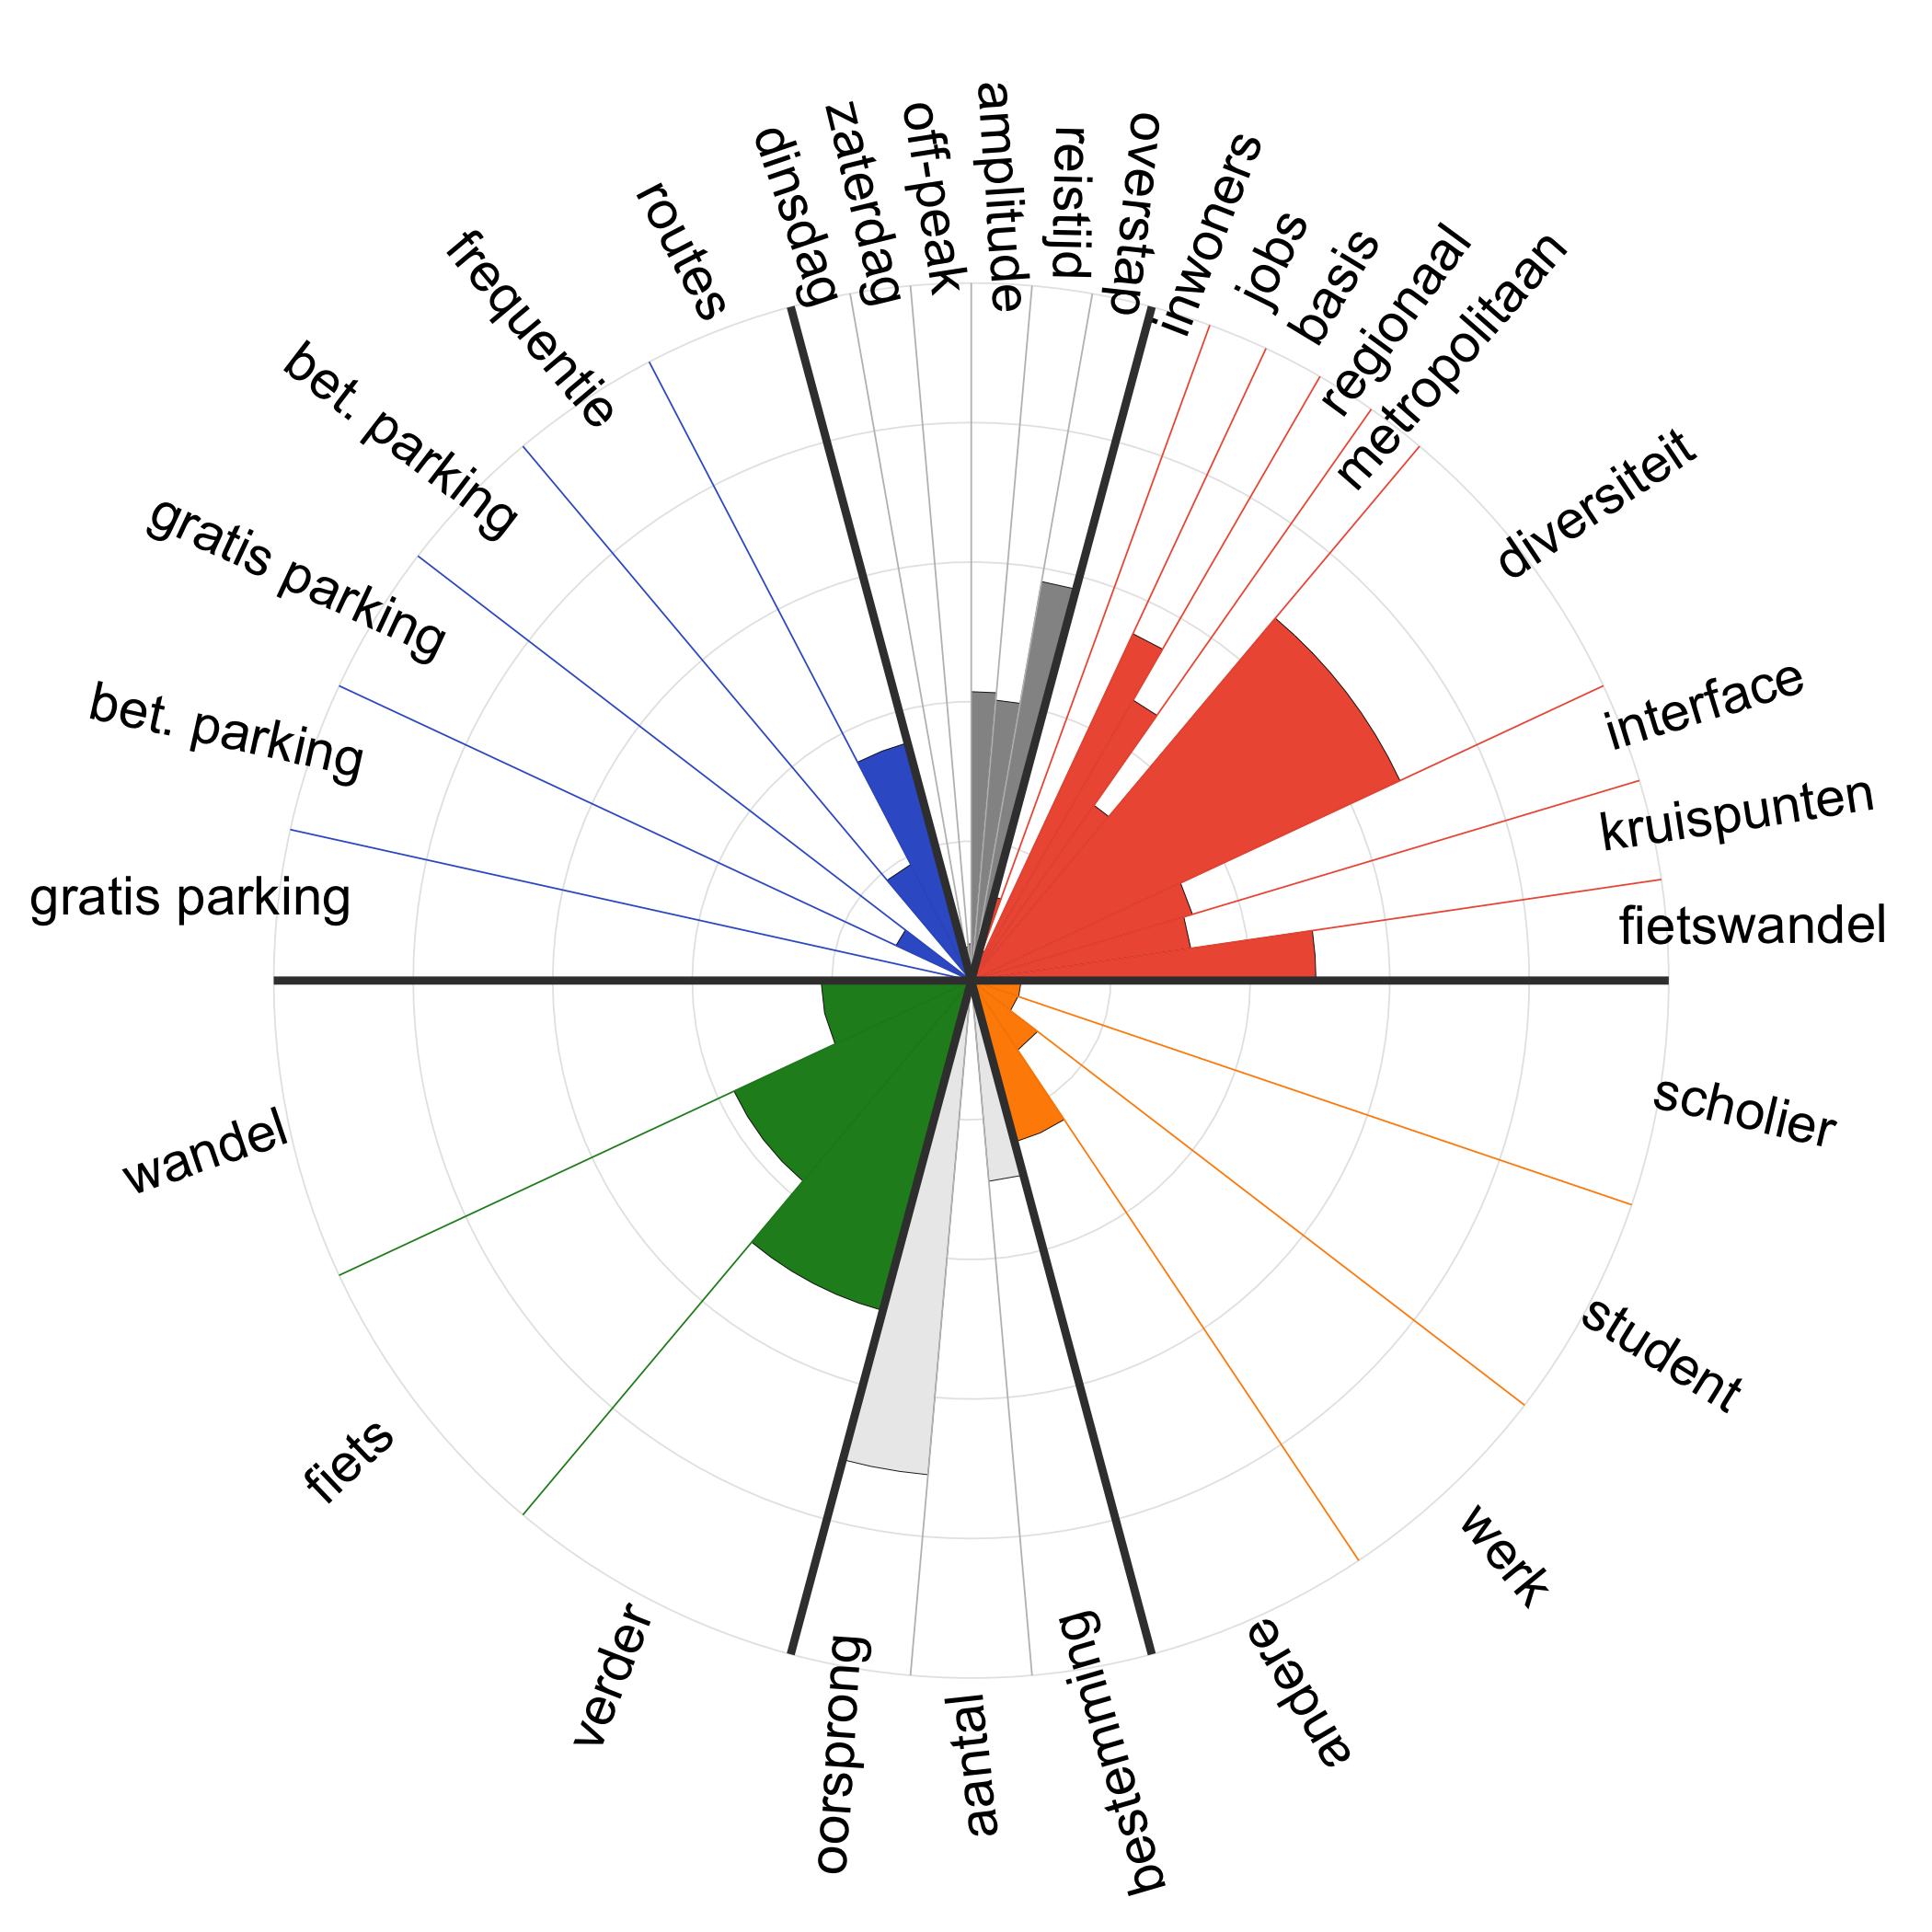 amplitude
reistijd
overstap
inwoners
jobs
basis
regionaal
metropolitaan
diversiteit
interface
kruispunten
fietswandel
scholier
student
werk
andere
bestemming
aantal
oorsprong
verder
fiets
wandel
gratis parking
bet. parking
gratis parking
bet. parking
frequentie
routes
dinsdag
zaterdag
off-peak